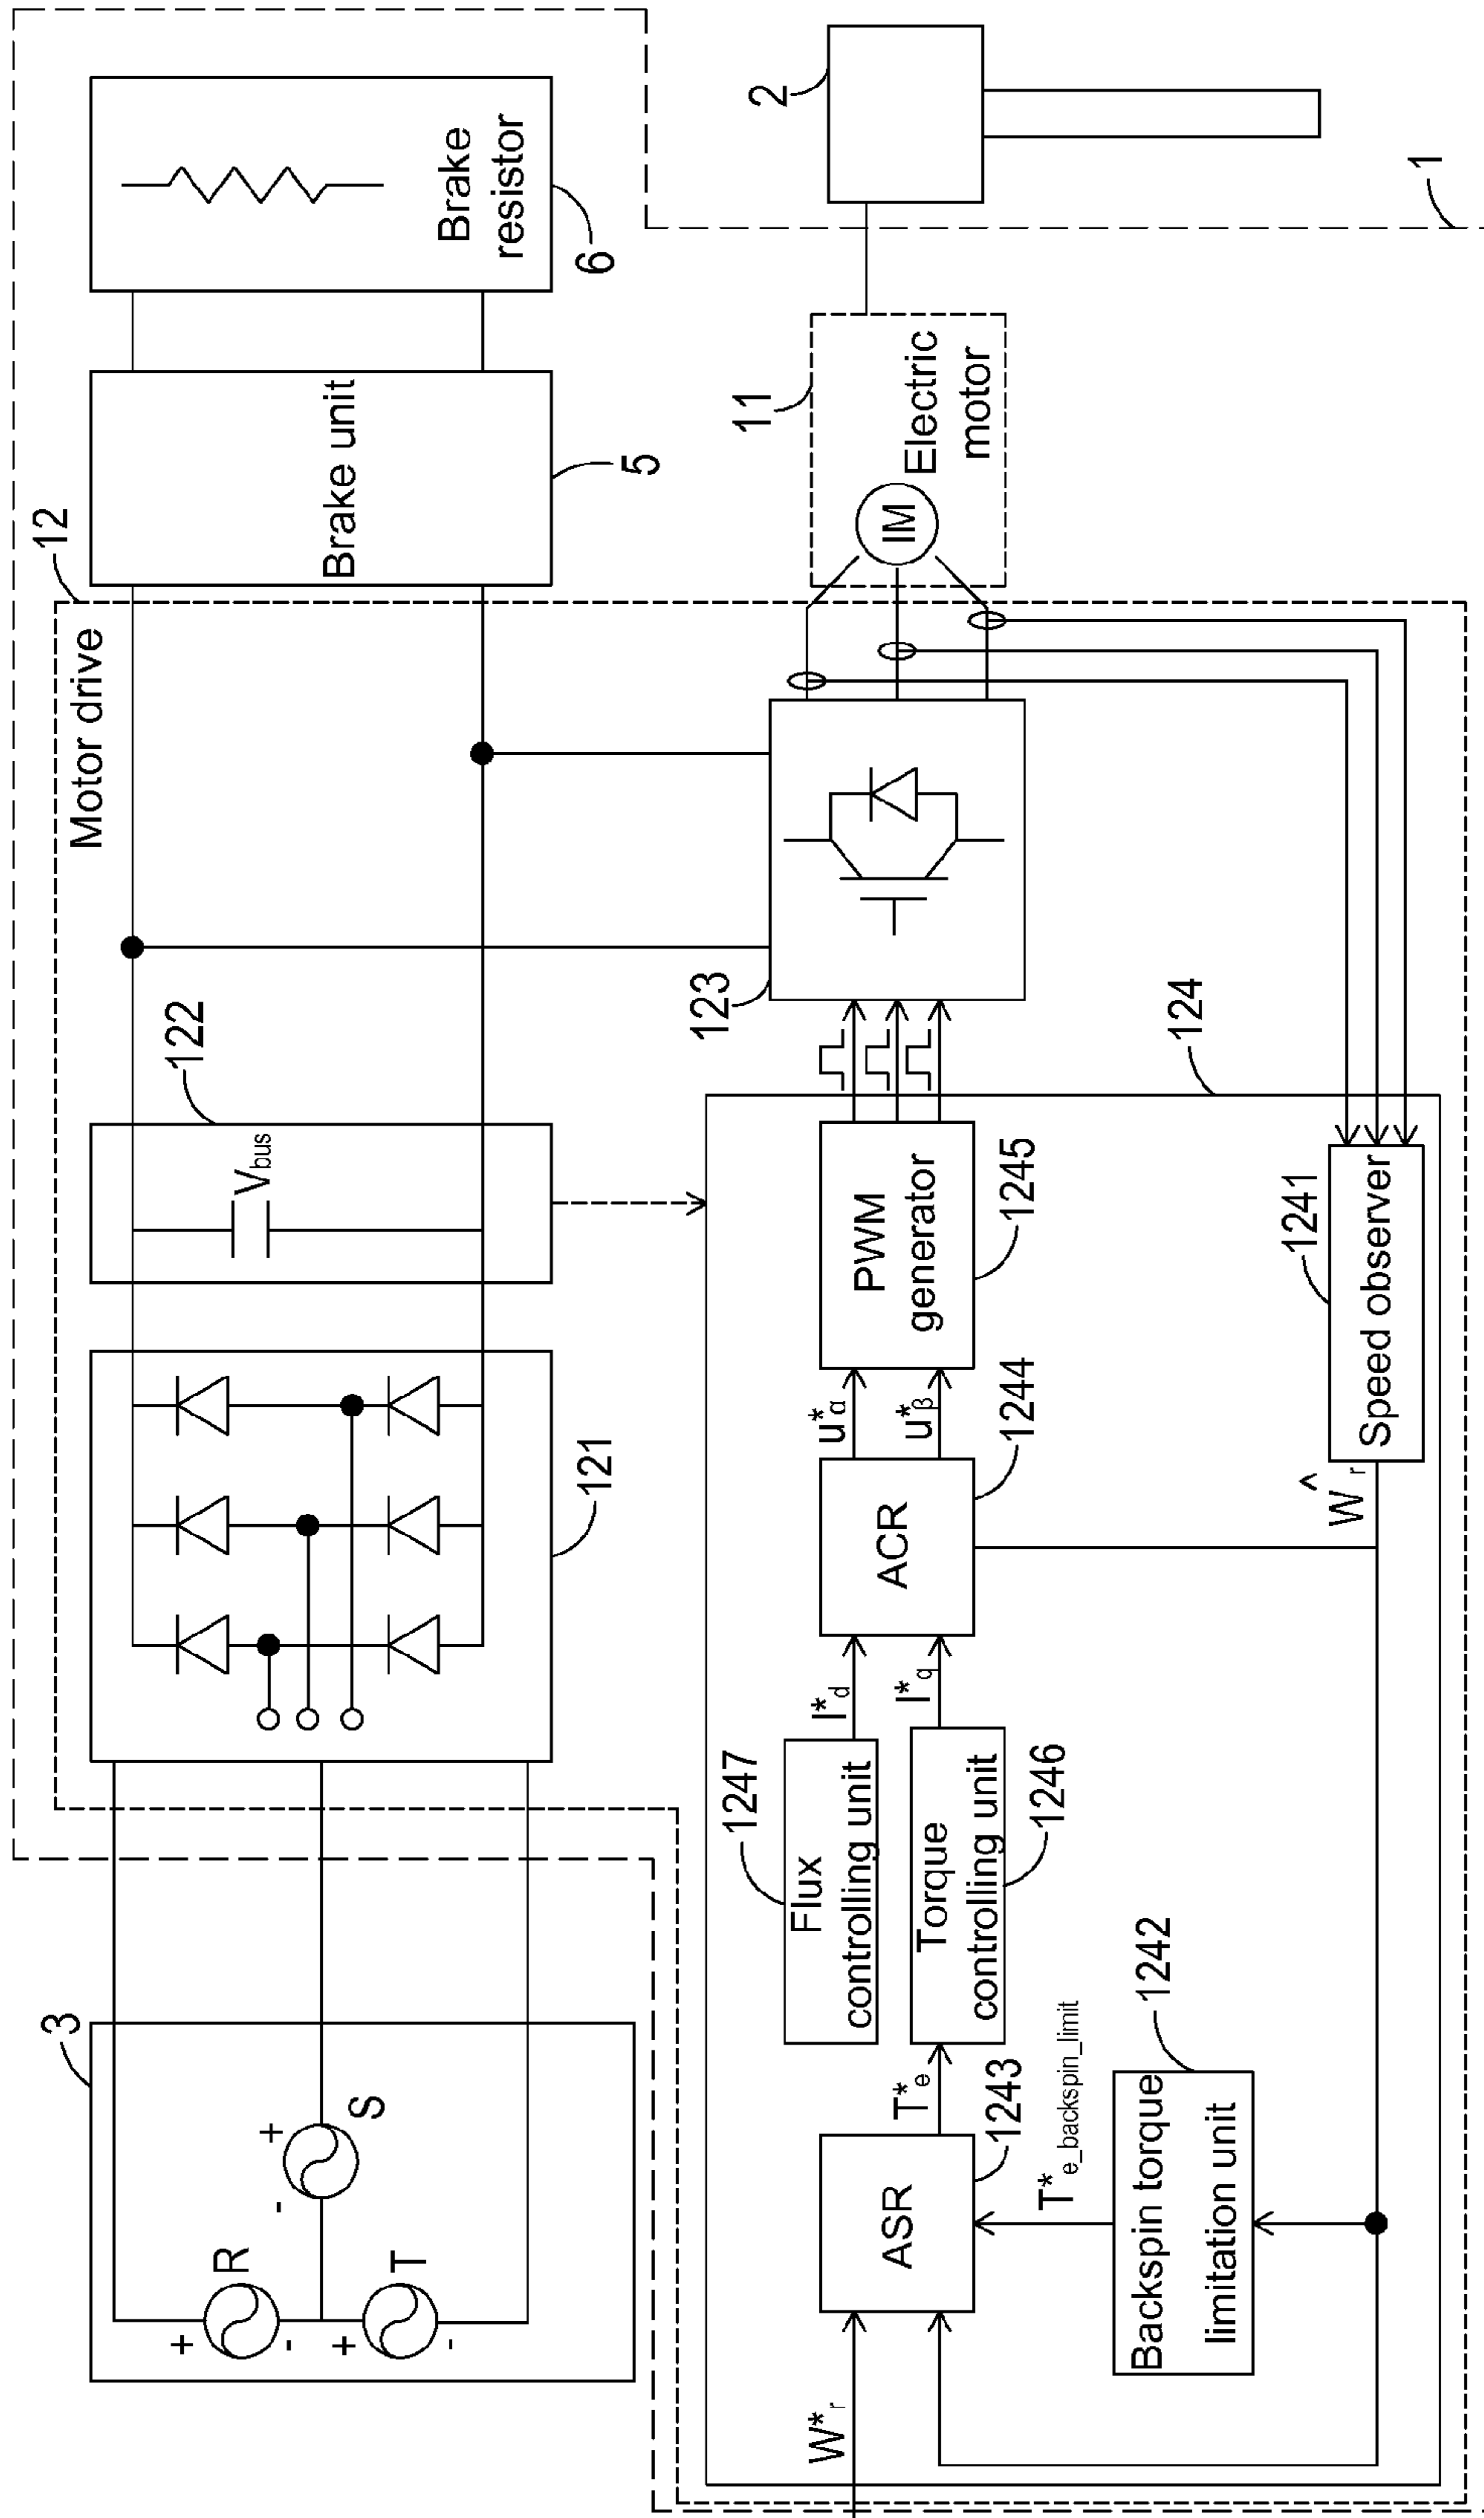 3
+
R
-
+
T
-
-
+
S
121
122
Vbus
Motor drive
12
Brake unit
5
Brake
resistor
6
2
1
11
IM
Electric
motor
123
124
W*r
ASR
1243
T*e
T*e_backspin_limit
Backspin torque
limitation unit
1242
1247
Flux
controlling unit
Torque
controlling unit
1246
I*d
I*q
ACR
1244
u*α
u*β
PWM
generator
1245
1241
Speed observer
^
Wr